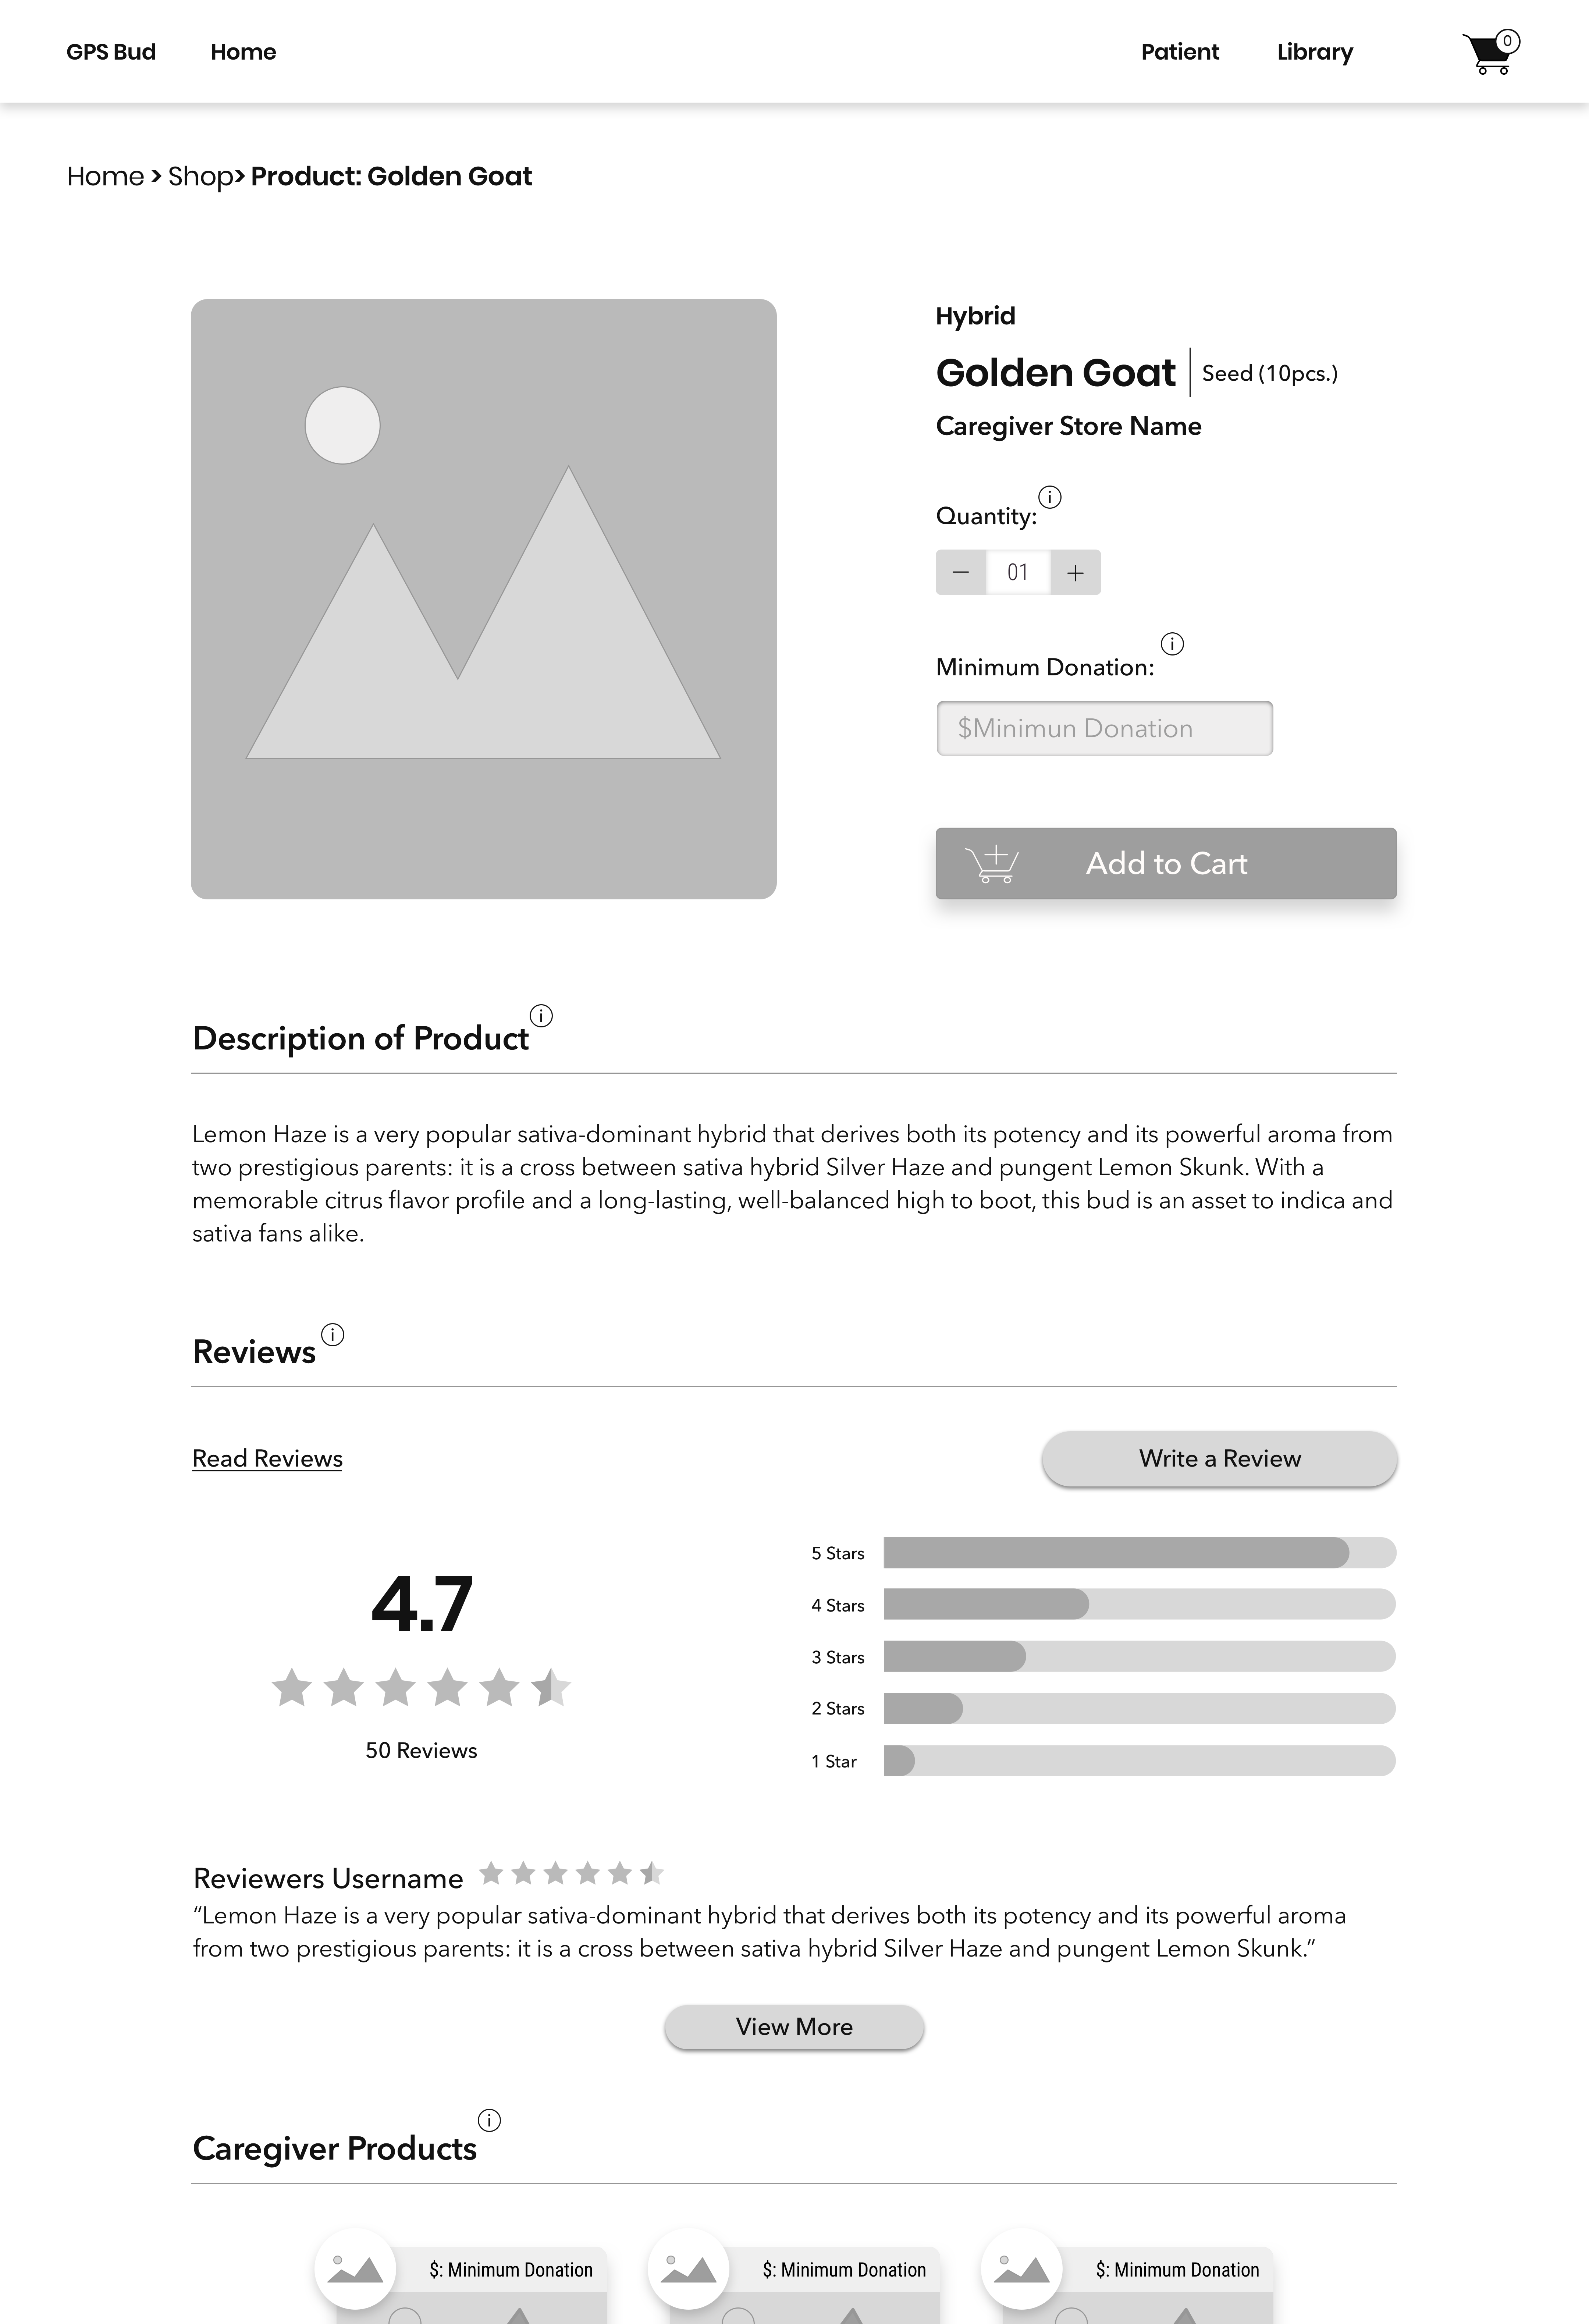 GPS Bud Home Patient Library 0
Home > Shop> Product: Golden Goat
Hybrid
Golden Goat | Seed (10pcs.)
Caregiver Store Name
Quantity: i
− 01 +
Minimum Donation: i
$Minimun Donation
Add to Cart
Description of Product i
Lemon Haze is a very popular sativa-dominant hybrid that derives both its potency and its powerful aroma from
two prestigious parents: it is a cross between sativa hybrid Silver Haze and pungent Lemon Skunk. With a
memorable citrus flavor profile and a long-lasting, well-balanced high to boot, this bud is an asset to indica and
sativa fans alike.
Reviews i
Read Reviews
Write a Review
4.7
50 Reviews
5 Stars
4 Stars
3 Stars
2 Stars
1 Star
Reviewers Username
“Lemon Haze is a very popular sativa-dominant hybrid that derives both its potency and its powerful aroma
from two prestigious parents: it is a cross between sativa hybrid Silver Haze and pungent Lemon Skunk.”
View More
Caregiver Products i
$: Minimum Donation
$: Minimum Donation
$: Minimum Donation